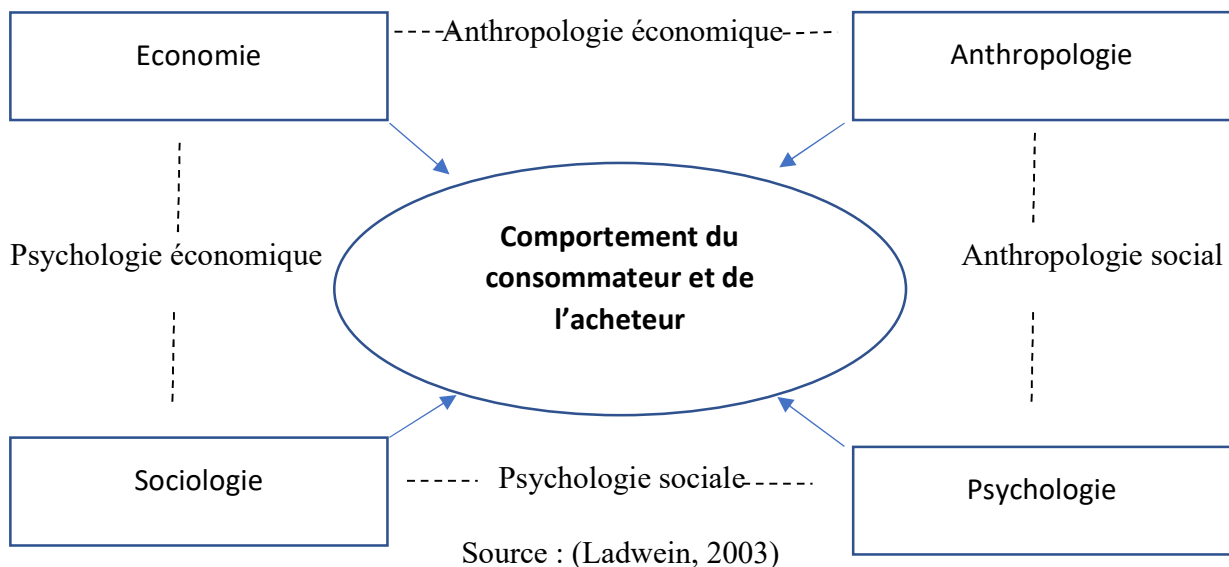 Anthropologie économique
Economie
Anthropologie
Comportement du
consommateur et de
l’acheteur
Psychologie économique
Anthropologie social
Sociologie
Psychologie sociale
Psychologie
Source : (Ladwein, 2003)